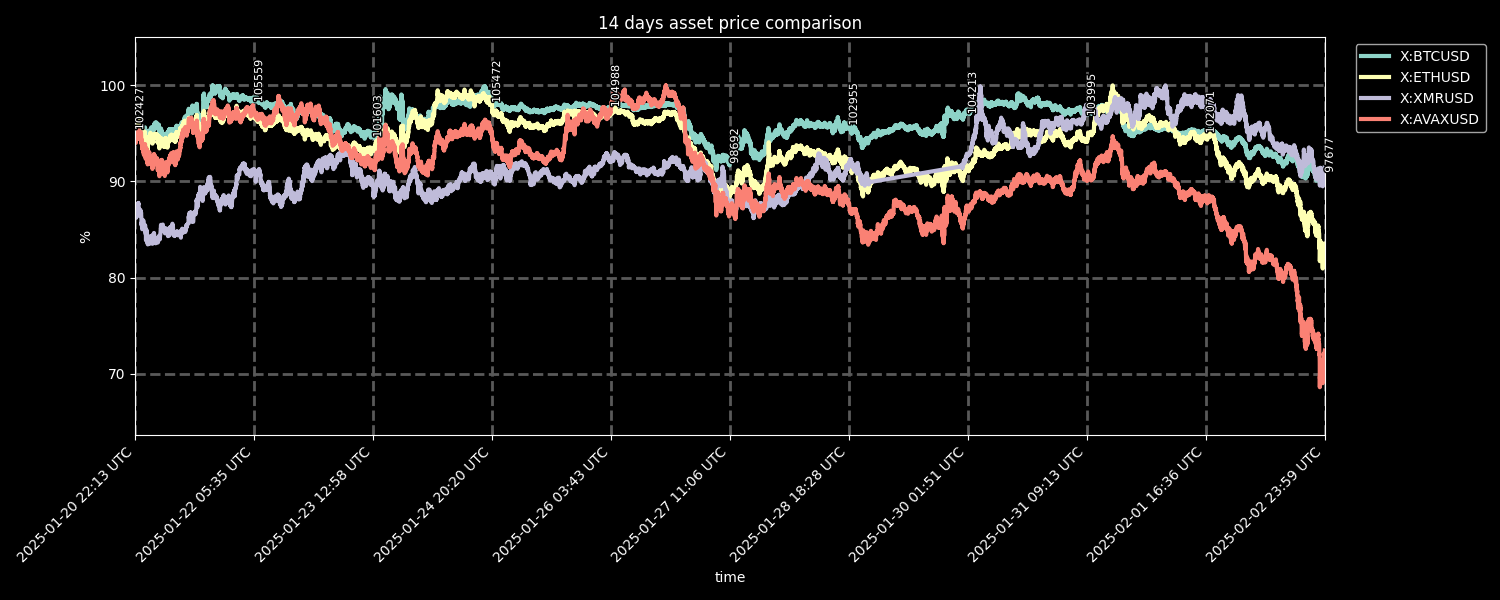 14 days asset price comparison
X:BTCUSD
X:ETHUSD
X:XMRUSD
X:AVAXUSD
100
90
80
70
%
102427
105559
101603
105472
104988
98692
102955
104213
103995
102071
97677
2025-01-20 22:13 UTC
2025-01-22 05:35 UTC
2025-01-23 12:58 UTC
2025-01-24 20:20 UTC
2025-01-26 03:43 UTC
2025-01-27 11:06 UTC
2025-01-28 18:28 UTC
2025-01-30 01:51 UTC
2025-01-31 09:13 UTC
2025-02-01 16:36 UTC
2025-02-02 23:59 UTC
time